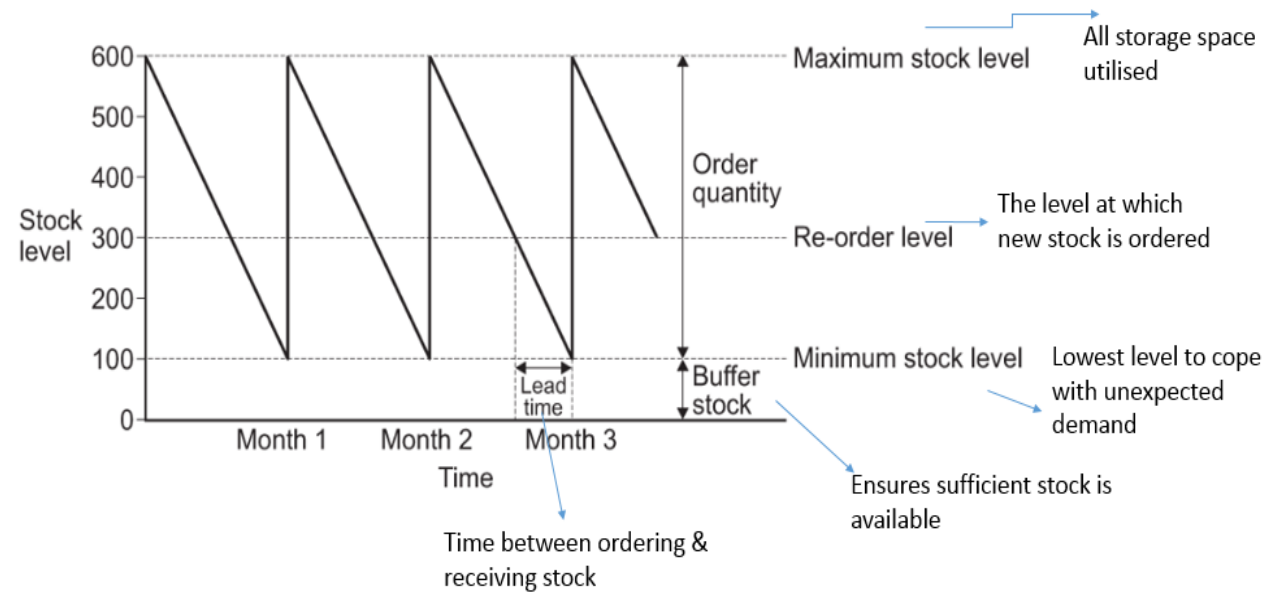 All storage space
utilised
600
Maximum stock level
500
Order
quantity
400
Stock
level
The level at which
new stock is ordered
300
Re-order level
200
100
Minimum stock level
Lowest level to cope
with unexpected
demand
Lead
time
Buffer
stock
0
Month 1
Month 2
Month 3
Time
Ensures sufficient stock is
available
Time between ordering &
receiving stock